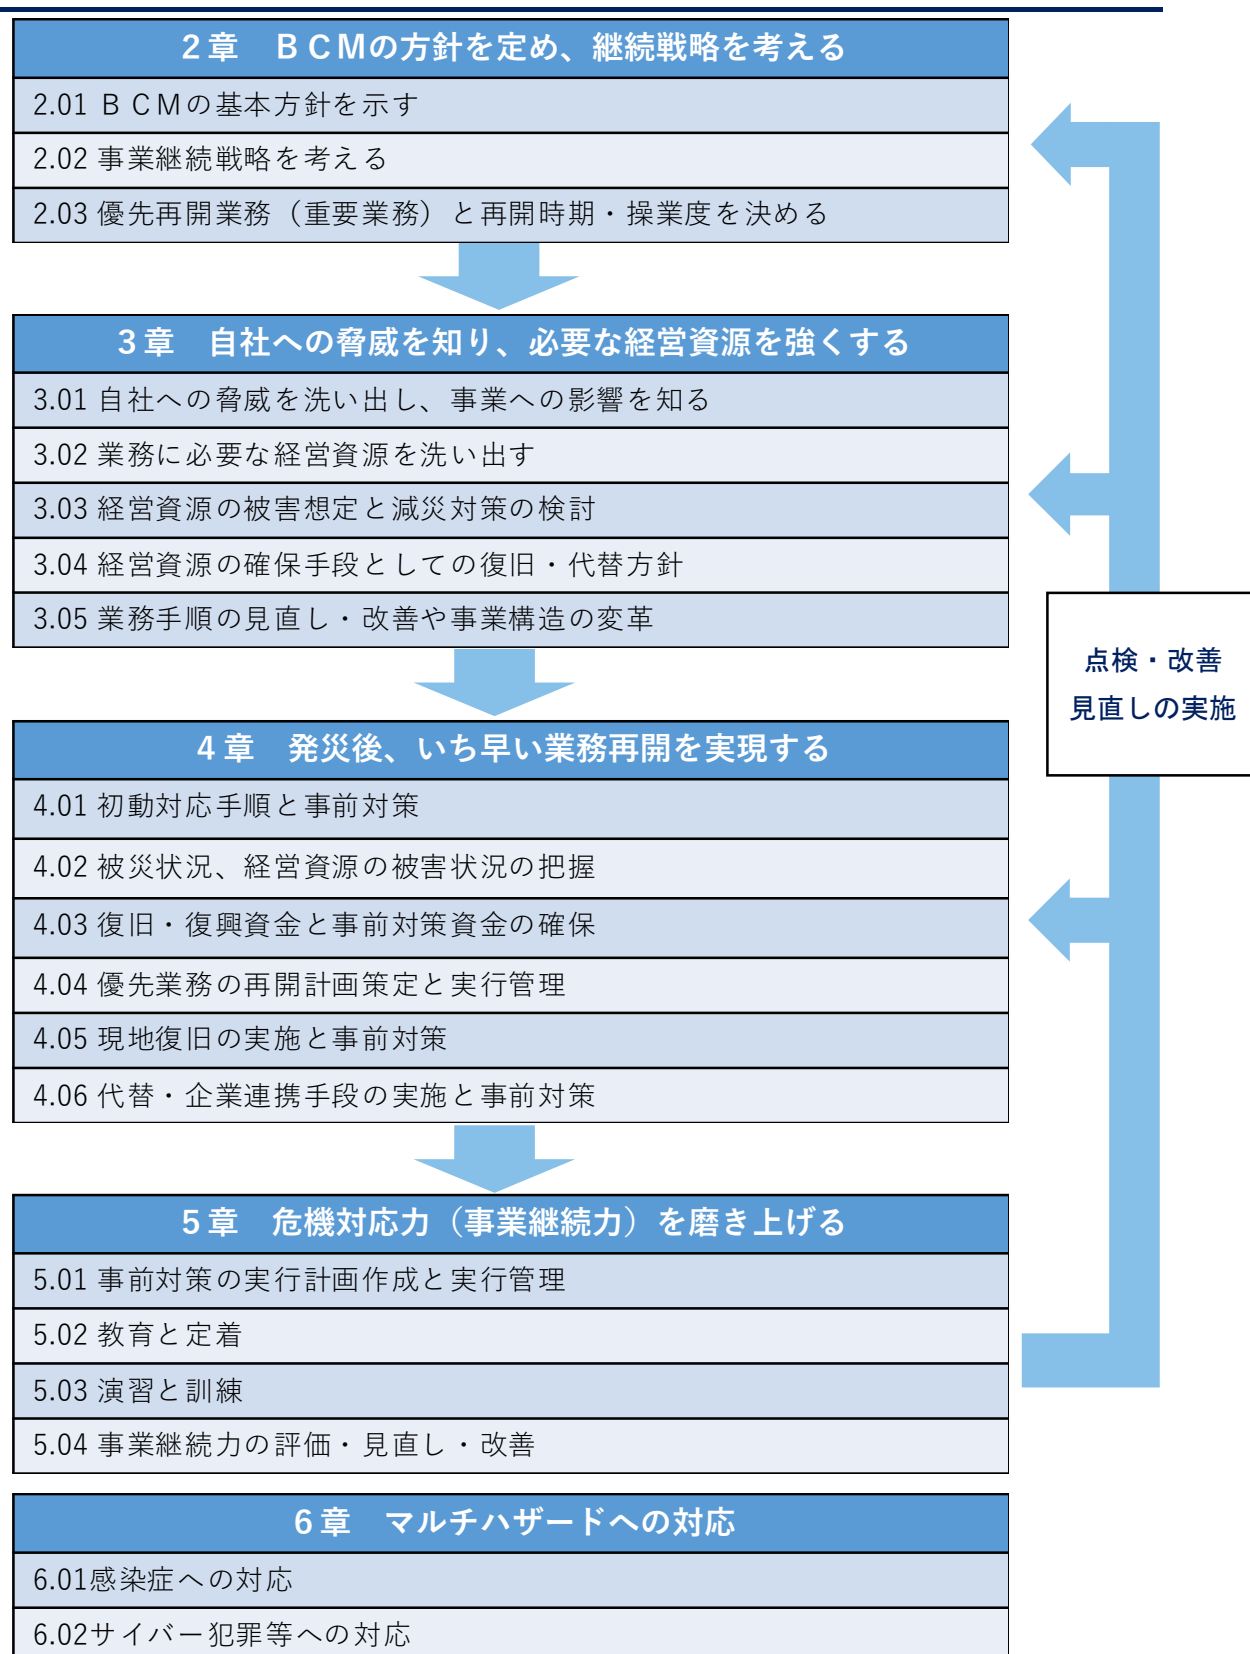 ２章　ＢＣＭの方針を定め、継続戦略を考える
2.01 ＢＣＭの基本方針を示す
2.02 事業継続戦略を考える
2.03 優先再開業務（重要業務）と再開時期・操業度を決める
３章　自社への脅威を知り、必要な経営資源を強くする
3.01 自社への脅威を洗い出し、事業への影響を知る
3.02 業務に必要な経営資源を洗い出す
3.03 経営資源の被害想定と減災対策の検討
3.04 経営資源の確保手段としての復旧・代替方針
3.05 業務手順の見直し・改善や事業構造の変革
点検・改善
見直しの実施
４章　発災後、いち早い業務再開を実現する
4.01 初動対応手順と事前対策
4.02 被災状況、経営資源の被害状況の把握
4.03 復旧・復興資金と事前対策資金の確保
4.04 優先業務の再開計画策定と実行管理
4.05 現地復旧の実施と事前対策
4.06 代替・企業連携手段の実施と事前対策
５章　危機対応力（事業継続力）を磨き上げる
5.01 事前対策の実行計画作成と実行管理
5.02 教育と定着
5.03 演習と訓練
5.04 事業継続力の評価・見直し・改善
６章　マルチハザードへの対応
6.01感染症への対応
6.02サイバー犯罪等への対応